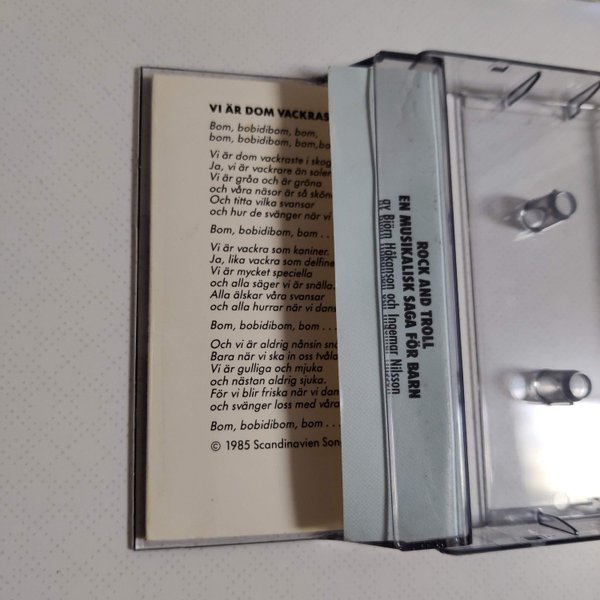 VI ÄR DOM VACKRAS
Bom, bobidibom, bom,
bom, bobidibom, bom,bo
Vi är dom vackraste i skog
Ja, vi är vackrare än solen
Vi är gråa och är gröna
och våra näsor är så sköna
Och titta vilka svansar
och hur de svänger när vi
Bom, bobidibom, bom . . .
Vi är vackra som kaniner.
Ja, lika vackra som delfine
Vi är mycket speciella
och alla säger vi är snälla.
Alla älskar våra svansar
och alla hurrar när vi dans
Bom, bobidibom, bom . . .
Och vi är aldrig nånsin sno
Bara när vi ska in oss tvåla
Vi är gulliga och mjuka
och nästan aldrig sjuka.
För vi blir friska när vi dan
och svänger loss med våra
Bom, bobidibom, bom . . .
© 1985 Scandinavien Son
ROCK AND TROLL
EN MUSIKALISK SAGA FÖR BARN
av Björn Håkanson och Ingemar Nilsson